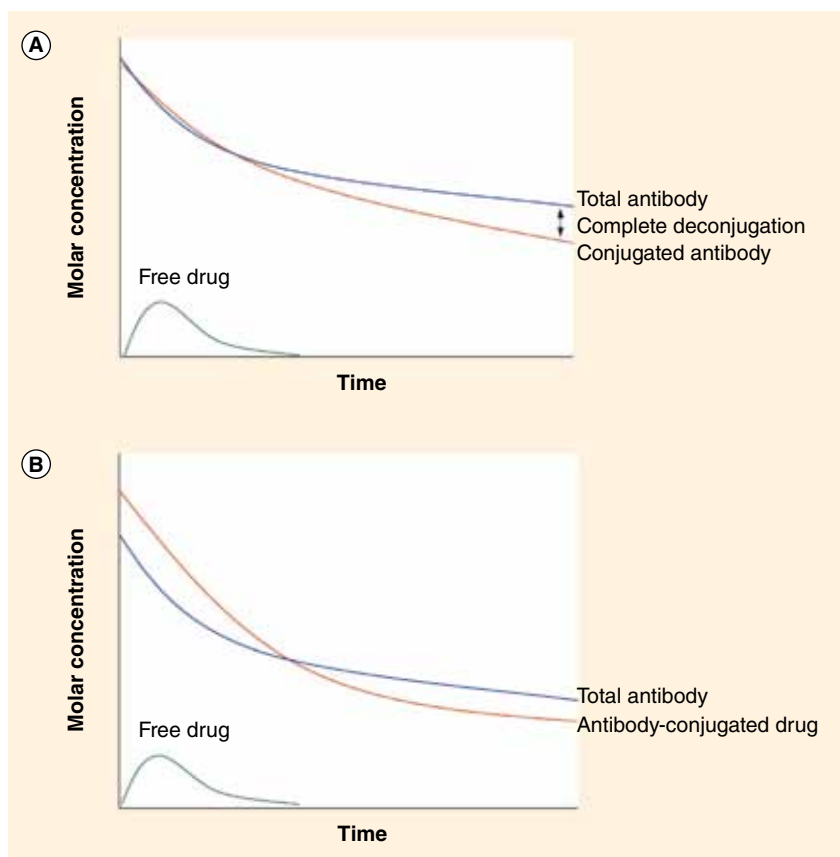 A
Molar concentration
Total antibody
Complete deconjugation
Conjugated antibody
Free drug
Time
B
Molar concentration
Total antibody
Antibody-conjugated drug
Free drug
Time